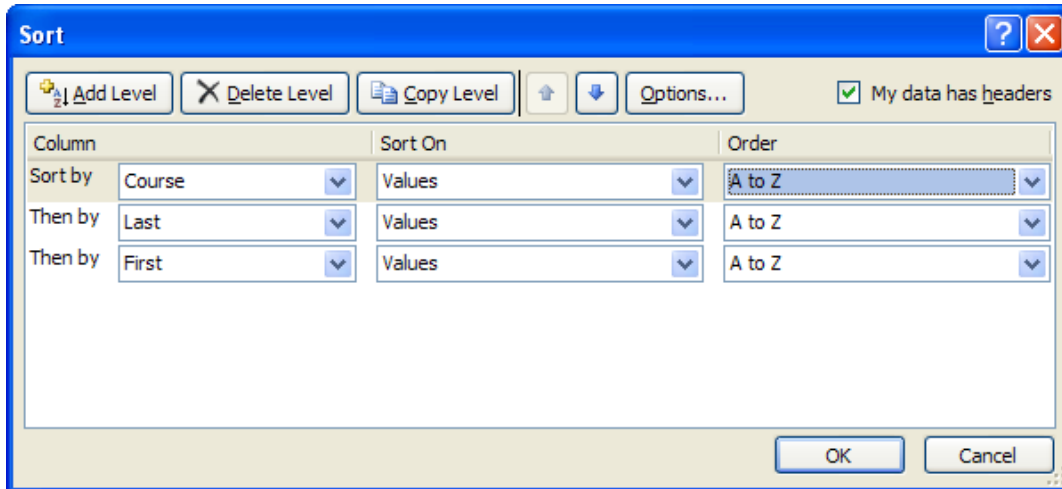 Sort
Add Level Delete Level Copy Level Options... My data has headers
Column Sort On Order
Sort by Course Values A to Z
Then by Last Values A to Z
Then by First Values A to Z
OK Cancel